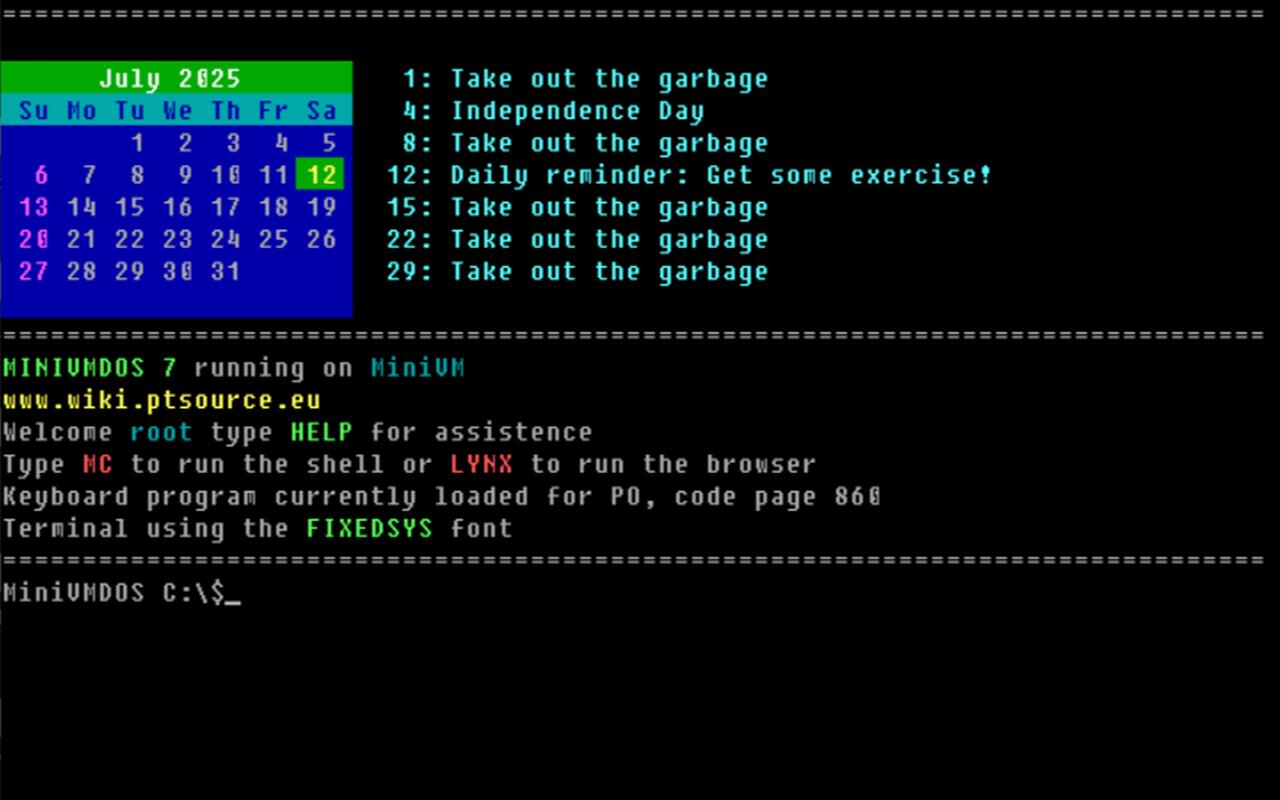 ===============================================================================
July 2025
Su Mo Tu We Th Fr Sa
1 2 3 4 5
6 7 8 9 10 11 12
13 14 15 16 17 18 19
20 21 22 23 24 25 26
27 28 29 30 31
1: Take out the garbage
4: Independence Day
8: Take out the garbage
12: Daily reminder: Get some exercise!
15: Take out the garbage
22: Take out the garbage
29: Take out the garbage
===============================================================================
MINIVMDOS 7 running on MiniVM
www.wiki.ptsource.eu
Welcome root type HELP for assistence
Type MC to run the shell or LYNX to run the browser
Keyboard program currently loaded for PO, code page 860
Terminal using the FIXEDSYS font
===============================================================================
MiniVMDOS C:\$_